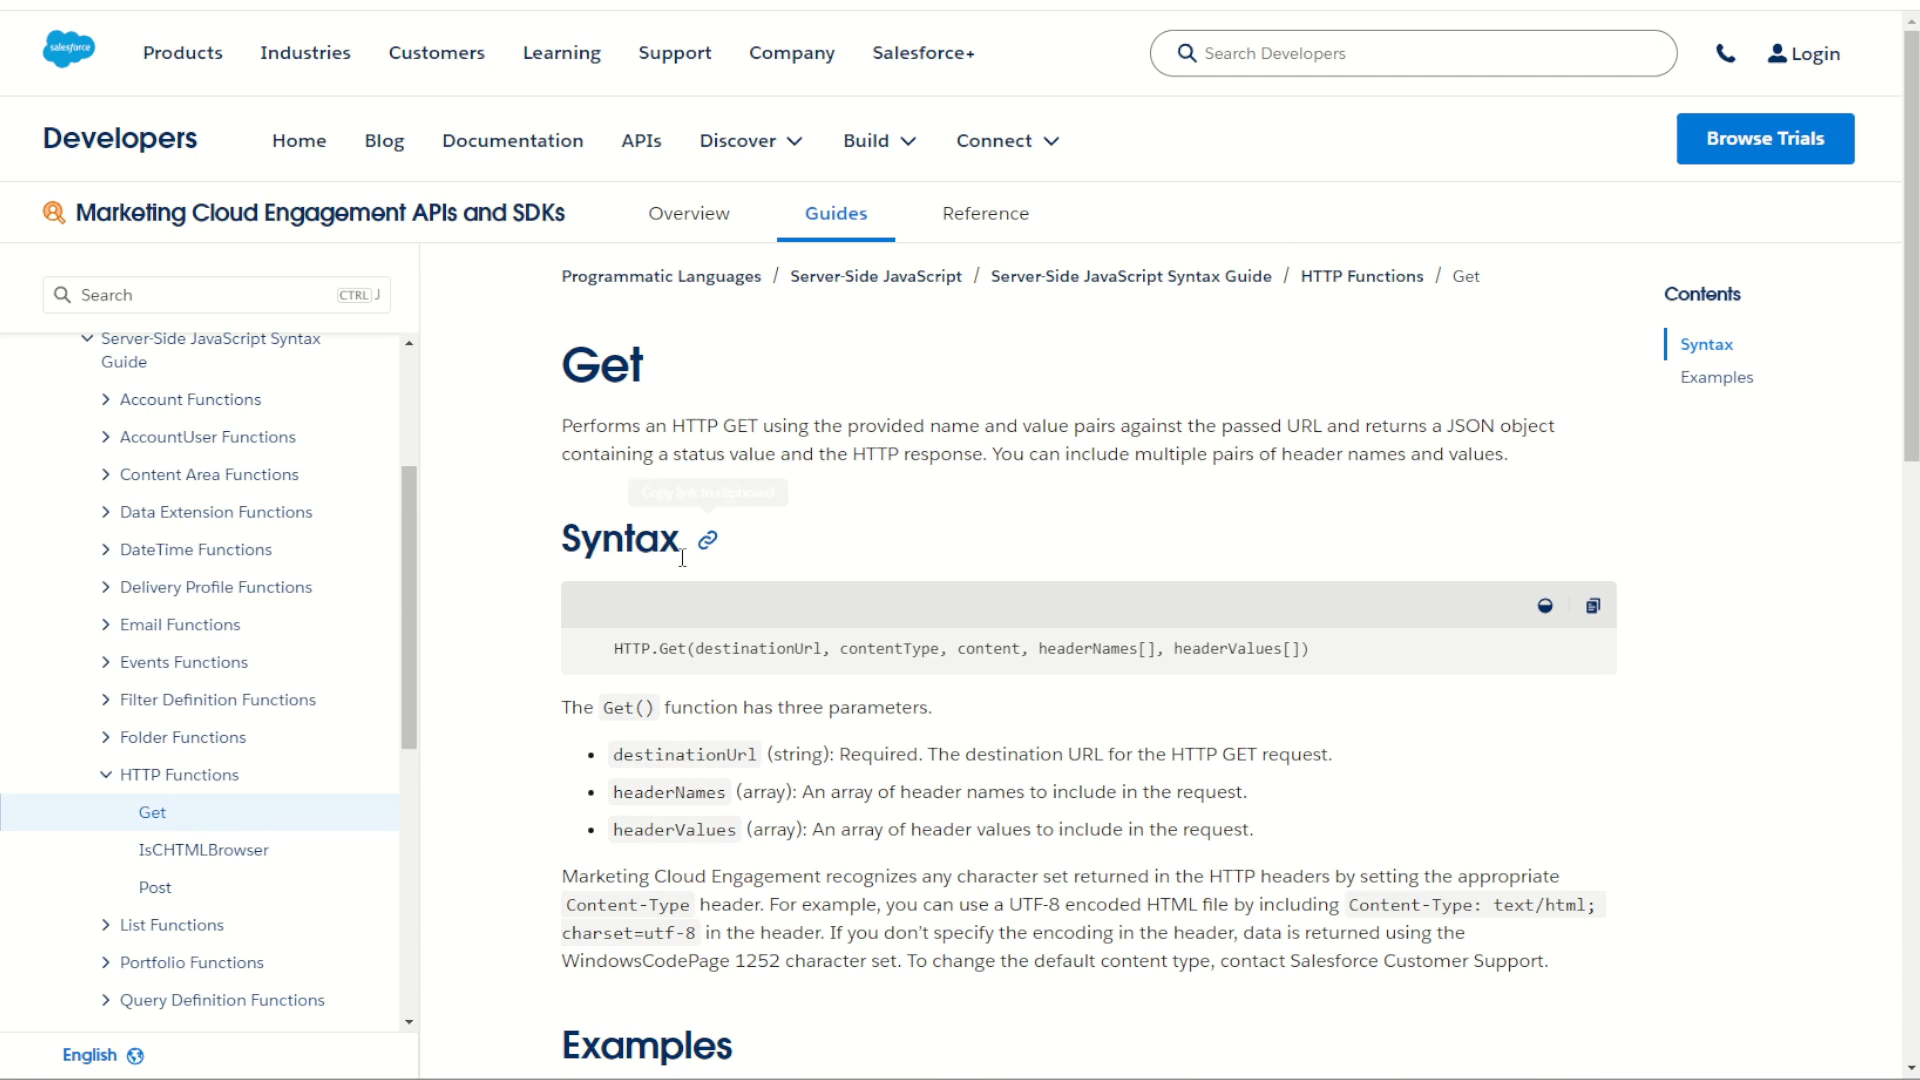 salesforce
Products Industries Customers Learning Support Company Salesforce+
Search Developers
Login
Developers
Home Blog Documentation APIs Discover Build Connect
Browse Trials
Marketing Cloud Engagement APIs and SDKs
Overview Guides Reference
Search CTRL J
Server-Side JavaScript Syntax
Guide
Account Functions
AccountUser Functions
Content Area Functions
Data Extension Functions
DateTime Functions
Delivery Profile Functions
Email Functions
Events Functions
Filter Definition Functions
Folder Functions
HTTP Functions
Get
IsCHTMLBrowser
Post
List Functions
Portfolio Functions
Query Definition Functions
English
Programmatic Languages / Server-Side JavaScript / Server-Side JavaScript Syntax Guide / HTTP Functions / Get
Get
Performs an HTTP GET using the provided name and value pairs against the passed URL and returns a JSON object
containing a status value and the HTTP response. You can include multiple pairs of header names and values.
Copy link to clipboard
Syntax
HTTP.Get(destinationUrl, contentType, content, headerNames[], headerValues[])
The Get() function has three parameters.
• destinationUrl (string): Required. The destination URL for the HTTP GET request.
• headerNames (array): An array of header names to include in the request.
• headerValues (array): An array of header values to include in the request.
Marketing Cloud Engagement recognizes any character set returned in the HTTP headers by setting the appropriate
Content-Type header. For example, you can use a UTF-8 encoded HTML file by including Content-Type: text/html;
charset=utf-8 in the header. If you don’t specify the encoding in the header, data is returned using the
WindowsCodePage 1252 character set. To change the default content type, contact Salesforce Customer Support.
Examples
Contents
Syntax
Examples